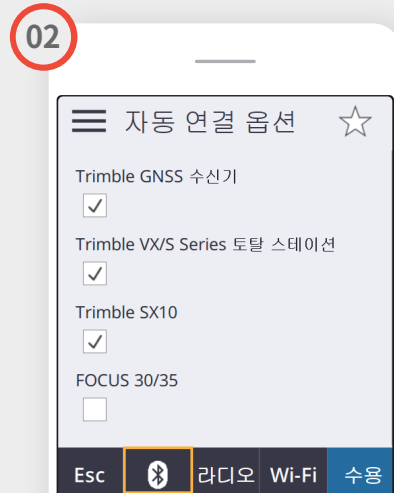 02
자동 연결 옵션
Trimble GNSS 수신기
Trimble VX/S Series 토탈 스테이션
Trimble SX10
FOCUS 30/35
Esc 라디오 Wi-Fi 수용